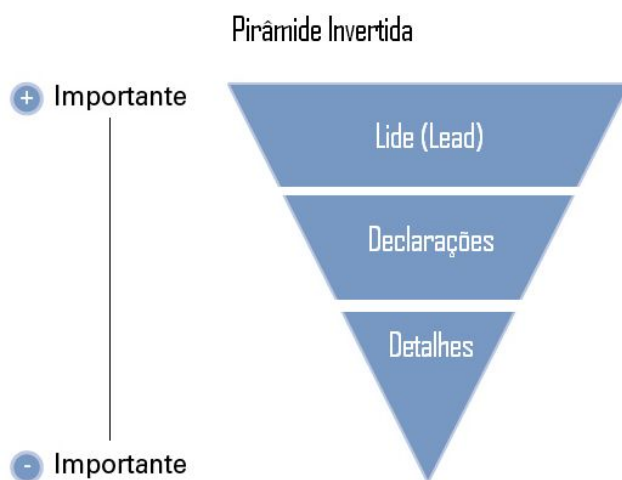 Pirâmide Invertida
+ Importante
Lide (Lead)
Declarações
Detalhes
- Importante